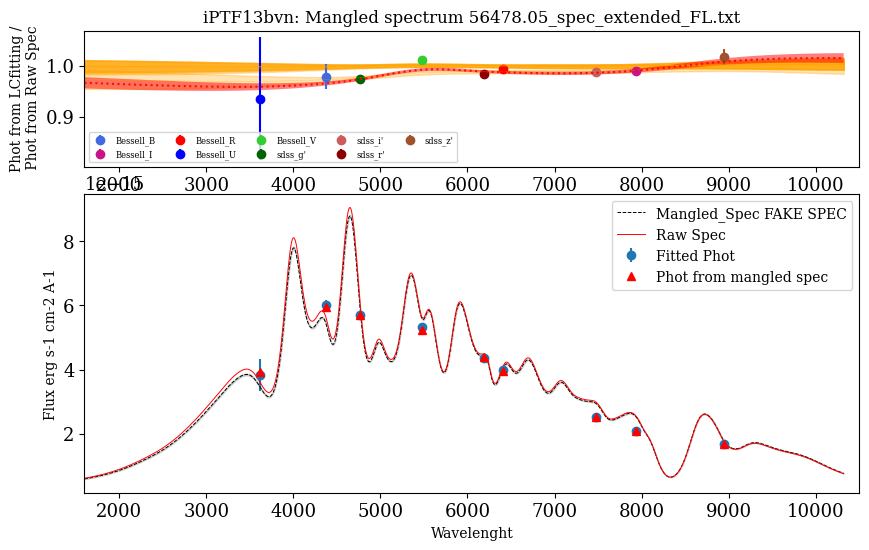 iPTF13bvn: Mangled spectrum 56478.05_spec_extended_FL.txt
Phot from LCfitting /
Phot from Raw Spec
1.0
0.9
Bessell_B Bessell_R Bessell_V sdss_i' sdss_z'
Bessell_I Bessell_U sdss_g' sdss_r'
2000 3000 4000 5000 6000 7000 8000 9000 10000
1e−15
Flux erg s-1 cm-2 A-1
8
6
4
2
Mangled_Spec FAKE SPEC
Raw Spec
Fitted Phot
Phot from mangled spec
2000 3000 4000 5000 6000 7000 8000 9000 10000
Wavelenght